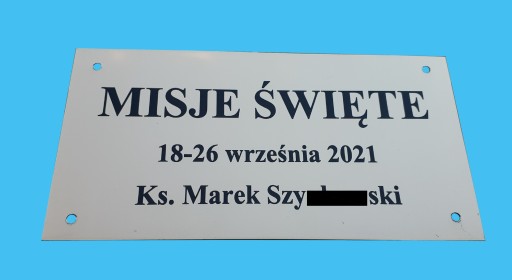 MISJE ŚWIĘTE
18-26 września 2021
Ks. Marek